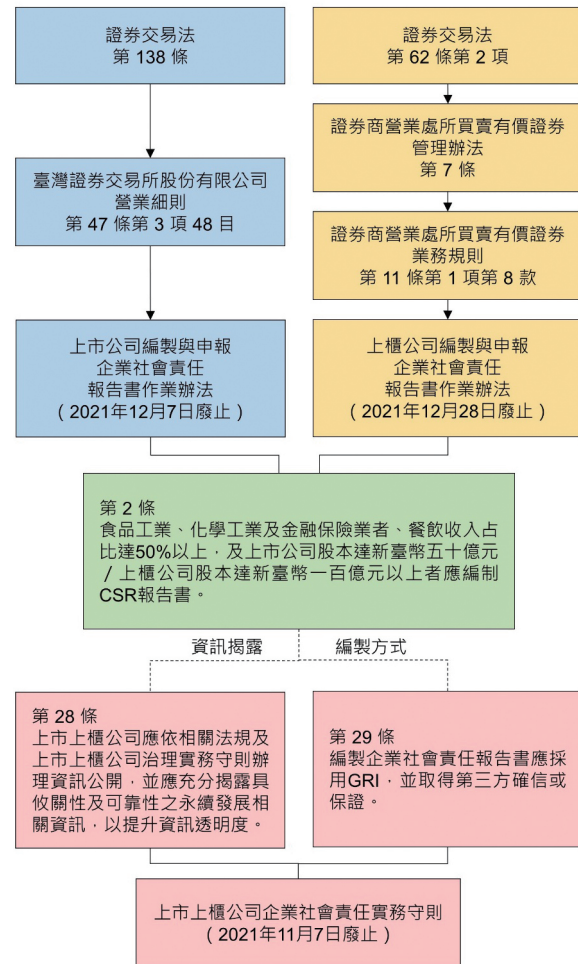 證券交易法
第 138 條
證券交易法
第 62 條第 2 項
證券商營業處所買賣有價證券
管理辦法
第 7 條
臺灣證券交易所股份有限公司
營業細則
第 47 條第 3 項 48 目
證券商營業處所買賣有價證券
業務規則
第 11 條第 1 項第 8 款
上市公司編製與申報
企業社會責任
報告書作業辦法
(2021年12月7日廢止)
上櫃公司編製與申報
企業社會責任
報告書作業辦法
(2021年12月28日廢止)
第 2 條
食品工業、化學工業及金融保險業者、餐飲收入占
比達50%以上,及上市公司股本達新臺幣五十億元
/上櫃公司股本達新臺幣一百億元以上者應編制
CSR報告書。
資訊揭露
編製方式
第 28 條
上市上櫃公司應依相關法規及
上市上櫃公司治理實務守則辦
理資訊公開,並應充分揭露具
攸關性及可靠性之永續發展相
關資訊,以提升資訊透明度。
第 29 條
編製企業社會責任報告書應採
用GRI,並取得第三方確信或
保證。
上市上櫃公司企業社會責任實務守則
(2021年11月7日廢止)